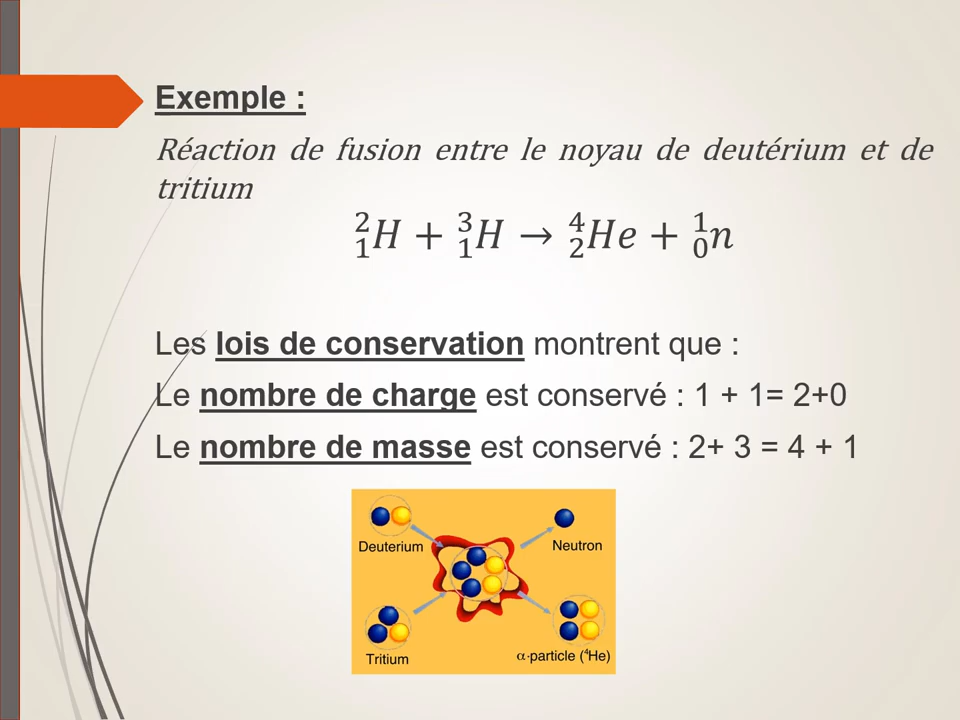 Exemple :
Réaction de fusion entre le noyau de deutérium et de
tritium
²₁H + ³₁H → ⁴₂He + ¹₀n
Les lois de conservation montrent que :
Le nombre de charge est conservé : 1 + 1= 2+0
Le nombre de masse est conservé : 2+ 3 = 4 + 1
Deuterium
Neutron
Tritium
α-particle (⁴He)